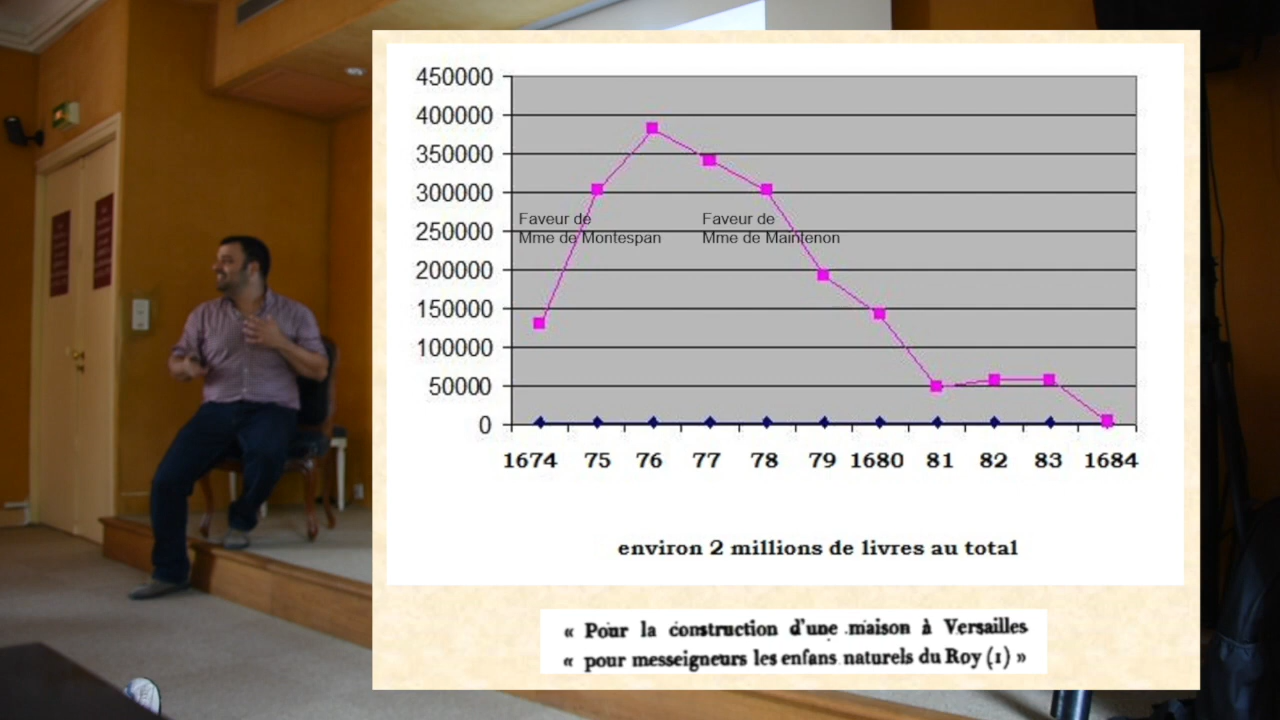 450000
400000
350000
300000
250000
200000
150000
100000
50000
0
Faveur de
Mme de Montespan
Faveur de
Mme de Maintenon
1674 75 76 77 78 79 1680 81 82 83 1684
environ 2 millions de livres au total
« Pour la construction d'une maison à Versailles
« pour messeigneurs les enfans naturels du Roy (1) »